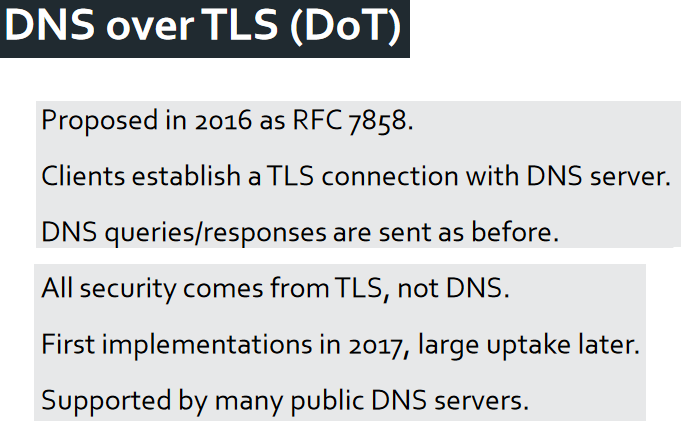 DNS over TLS (DoT)
Proposed in 2016 as RFC 7858.
Clients establish a TLS connection with DNS server.
DNS queries/responses are sent as before.
All security comes from TLS, not DNS.
First implementations in 2017, large uptake later.
Supported by many public DNS servers.